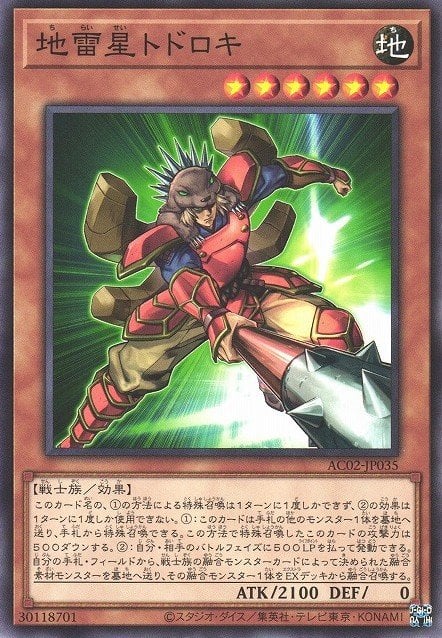 地雷星トドロキ
地
AC02-JP035
【戦士族/効果】
このカード名の、①の方法による特殊召喚は1ターンに1度しかできず、②の効果
は1ターンに1度しか使用できない。①:このカードは手札の他のモンスター1体を墓地へ
送り、手札から特殊召喚できる。この方法で特殊召喚したこのカードの攻撃力は
500ダウンする。②:自分・相手のバトルフェイズに500LPを払って発動できる。
自分の手札・フィールドから、戦士族の融合モンスターカードによって決められた融合
素材モンスターを墓地へ送り、その融合モンスター1体をEXデッキから融合召喚する。
ATK/2100 DEF/ 0
30118701
©スタジオ・ダイス/集英社・テレビ東京・KONAMI